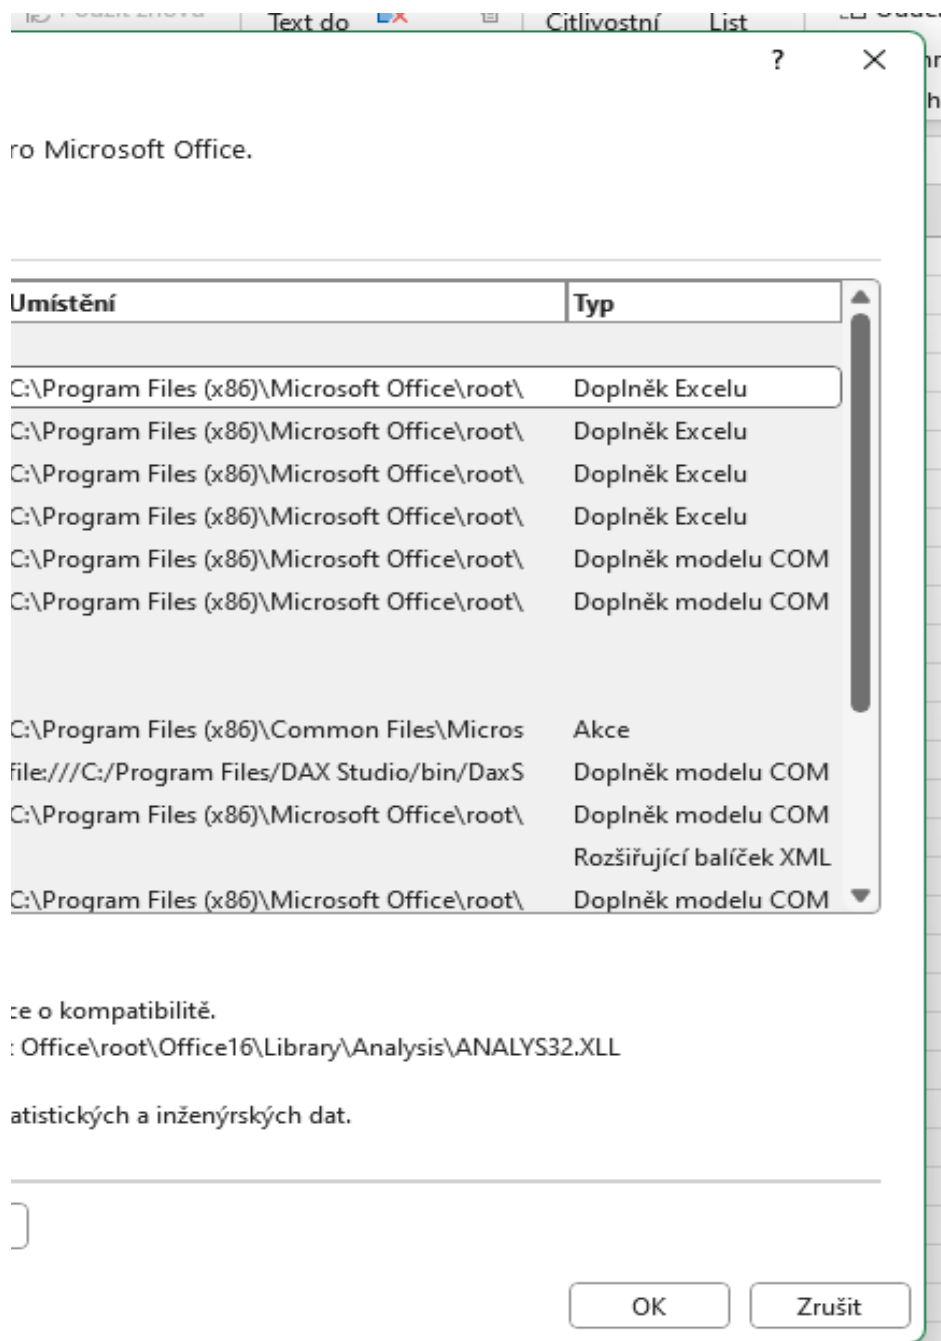 Použít znovu
Text do
Citlivostní
List
?
ro Microsoft Office.
Umístění Typ
C:\Program Files (x86)\Microsoft Office\root\ Doplněk Excelu
C:\Program Files (x86)\Microsoft Office\root\ Doplněk Excelu
C:\Program Files (x86)\Microsoft Office\root\ Doplněk Excelu
C:\Program Files (x86)\Microsoft Office\root\ Doplněk Excelu
C:\Program Files (x86)\Microsoft Office\root\ Doplněk modelu COM
C:\Program Files (x86)\Microsoft Office\root\ Doplněk modelu COM
C:\Program Files (x86)\Common Files\Micros Akce
file:///C:/Program Files/DAX Studio/bin/DaxS Doplněk modelu COM
C:\Program Files (x86)\Microsoft Office\root\ Doplněk modelu COM
Rozšiřující balíček XML
C:\Program Files (x86)\Microsoft Office\root\ Doplněk modelu COM
ce o kompatibilitě.
t Office\root\Office16\Library\Analysis\ANALYS32.XLL
atistických a inženýrských dat.
OK Zrušit